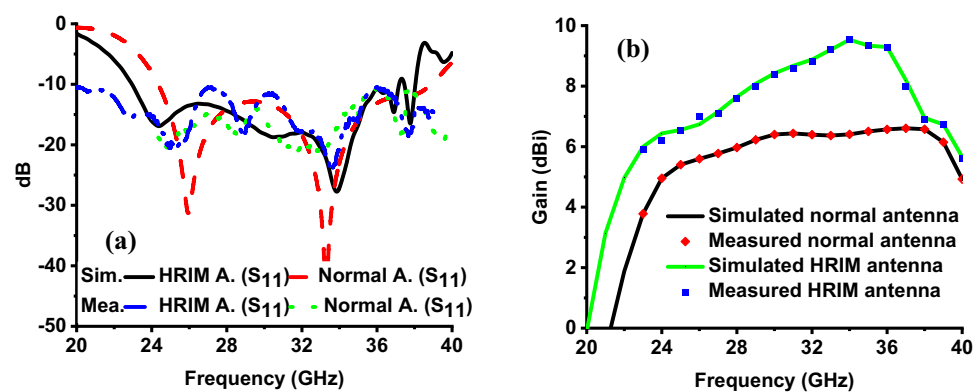 0
-10
-20
-30
-40
-50
dB
(a)
Sim. HRIM A. (S11) Normal A. (S11)
Mea. HRIM A. (S11) Normal A. (S11)
20 24 28 32 36 40
Frequency (GHz)
10
8
6
4
2
0
Gain (dBi)
(b)
Simulated normal antenna
Measured normal antenna
Simulated HRIM antenna
Measured HRIM antenna
20 24 28 32 36 40
Frequency (GHz)